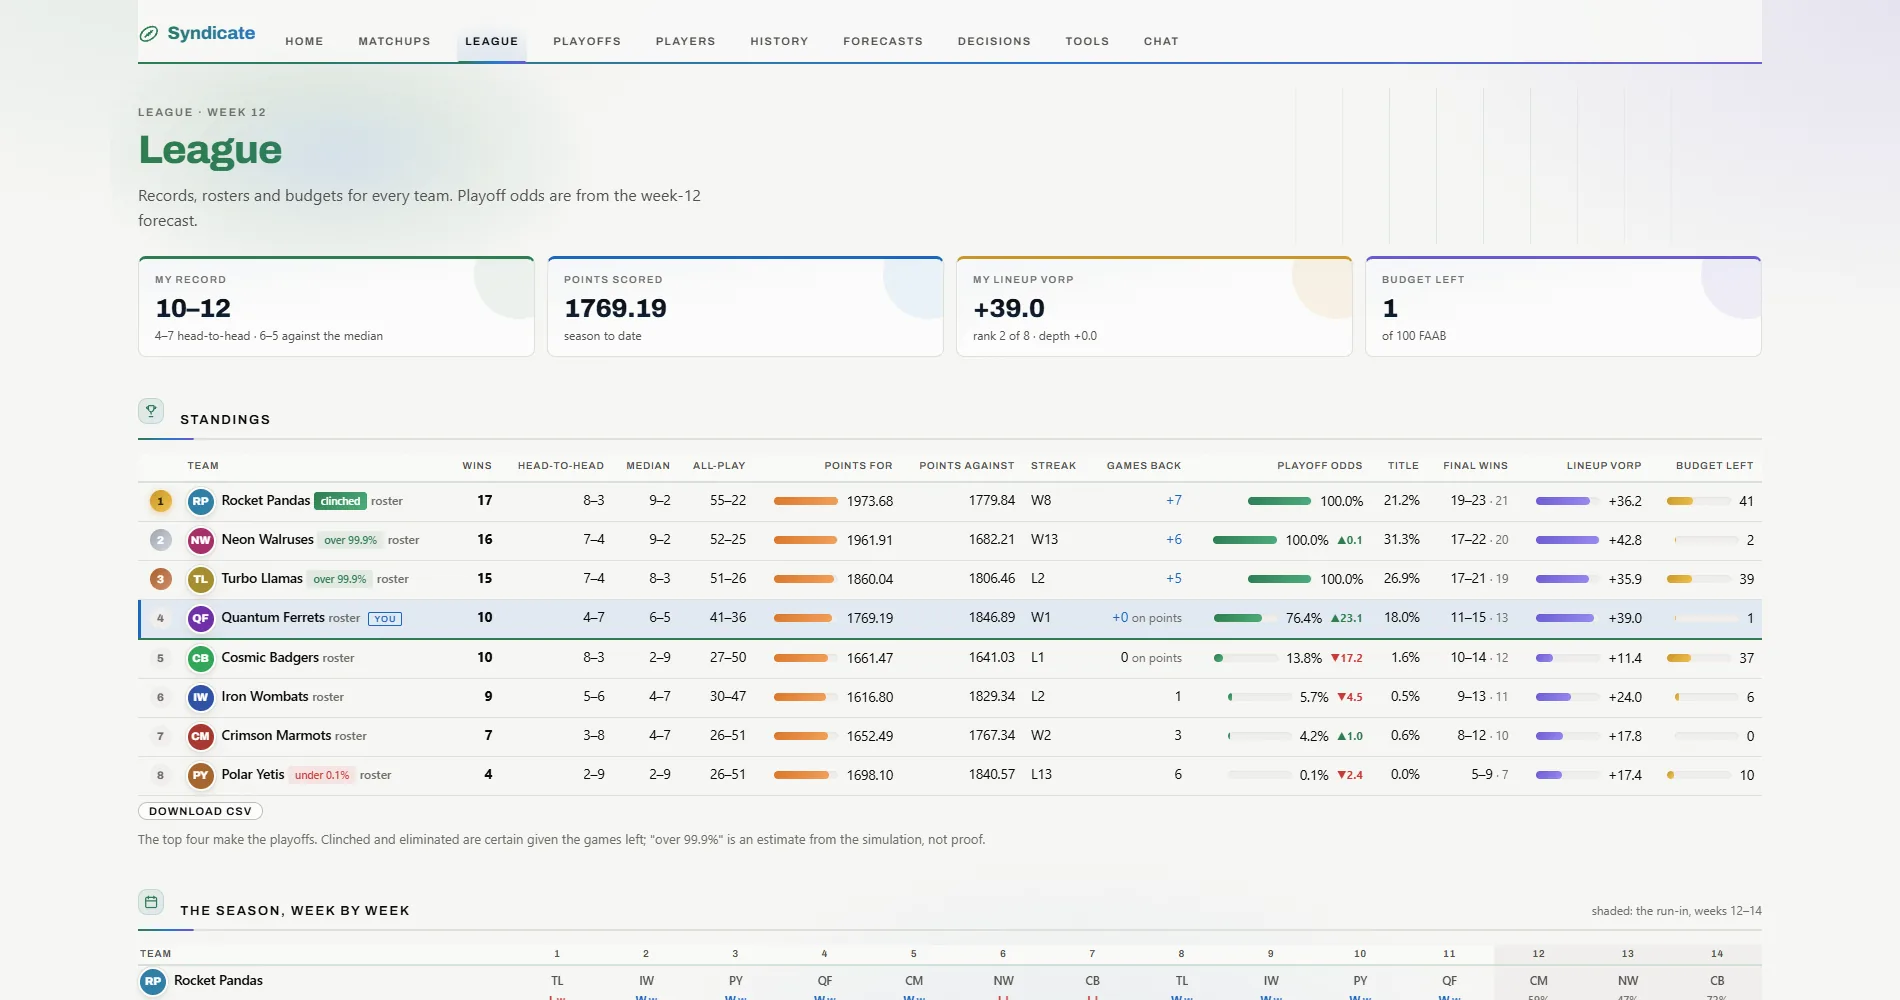 Syndicate HOME MATCHUPS LEAGUE PLAYOFFS PLAYERS HISTORY FORECASTS DECISIONS TOOLS CHAT
LEAGUE · WEEK 12
League
Records, rosters and budgets for every team. Playoff odds are from the week-12
forecast.
MY RECORD
10–12
4–7 head-to-head · 6–5 against the median
POINTS SCORED
1769.19
season to date
MY LINEUP VORP
+39.0
rank 2 of 8 · depth +0.0
BUDGET LEFT
1
of 100 FAAB
STANDINGS
TEAM WINS HEAD-TO-HEAD MEDIAN ALL-PLAY POINTS FOR POINTS AGAINST STREAK GAMES BACK PLAYOFF ODDS TITLE FINAL WINS LINEUP VORP BUDGET LEFT
1 RP Rocket Pandas clinched roster 17 8–3 9–2 55–22 1973.68 1779.84 W8 +7 100.0% 21.2% 19–23 · 21 +36.2 41
2 NW Neon Walruses over 99.9% roster 16 7–4 9–2 52–25 1961.91 1682.21 W13 +6 100.0% ▲0.1 31.3% 17–22 · 20 +42.8 2
3 TL Turbo Llamas over 99.9% roster 15 7–4 8–3 51–26 1860.04 1806.46 L2 +5 100.0% 26.9% 17–21 · 19 +35.9 39
4 QF Quantum Ferrets roster YOU 10 4–7 6–5 41–36 1769.19 1846.89 W1 +0 on points 76.4% ▲23.1 18.0% 11–15 · 13 +39.0 1
5 CB Cosmic Badgers roster 10 8–3 2–9 27–50 1661.47 1641.03 L1 0 on points 13.8% ▼17.2 1.6% 10–14 · 12 +11.4 37
6 IW Iron Wombats roster 9 5–6 4–7 30–47 1616.80 1829.34 L2 1 5.7% ▼4.5 0.5% 9–13 · 11 +24.0 6
7 CM Crimson Marmots roster 7 3–8 4–7 26–51 1652.49 1767.34 W2 3 4.2% ▲1.0 0.6% 8–12 · 10 +17.8 0
8 PY Polar Yetis under 0.1% roster 4 2–9 2–9 26–51 1698.10 1840.57 L13 6 0.1% ▼2.4 0.0% 5–9 · 7 +17.4 10
DOWNLOAD CSV
The top four make the playoffs. Clinched and eliminated are certain given the games left; "over 99.9%" is an estimate from the simulation, not proof.
THE SEASON, WEEK BY WEEK shaded: the run-in, weeks 12–14
TEAM 1 2 3 4 5 6 7 8 9 10 11 12 13 14
RP Rocket Pandas TL IW PY QF CM NW CB TL IW PY QF CM NW CB